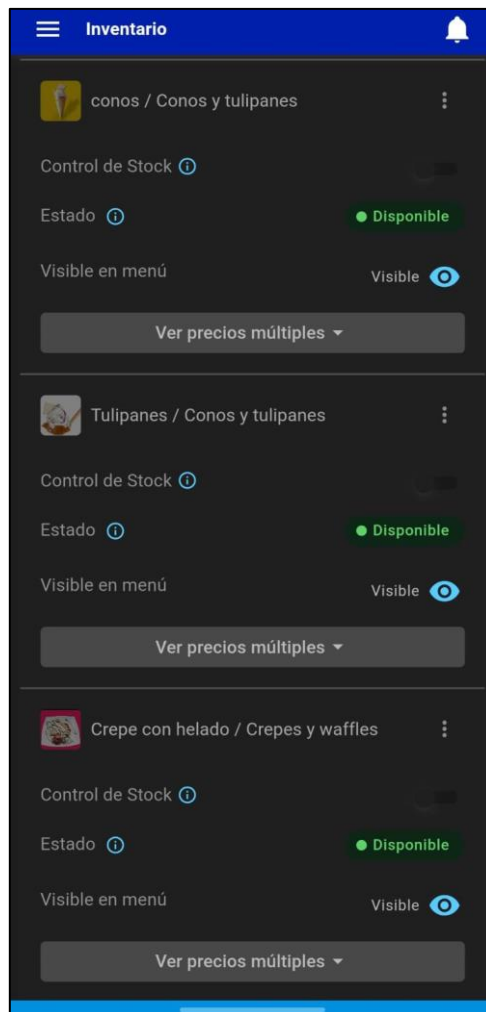 Inventario
conos / Conos y tulipanes
Control de Stock
Estado
Disponible
Visible en menú
Visible
Ver precios múltiples
Tulipanes / Conos y tulipanes
Control de Stock
Estado
Disponible
Visible en menú
Visible
Ver precios múltiples
Crepe con helado / Crepes y waffles
Control de Stock
Estado
Disponible
Visible en menú
Visible
Ver precios múltiples